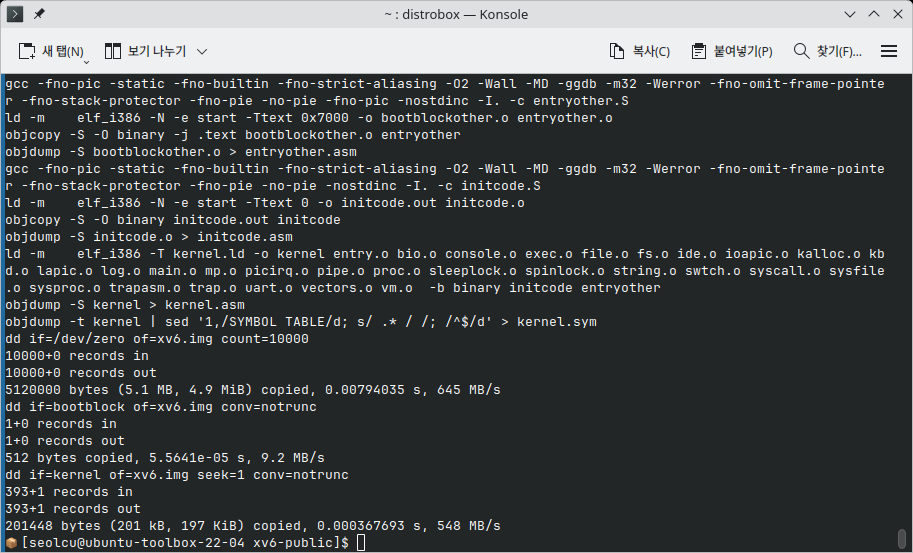 ~ : distrobox — Konsole
새 탭(N) 보기 나누기 복사(C) 붙여넣기(P) 찾기(F)...
gcc -fno-pic -static -fno-builtin -fno-strict-aliasing -O2 -Wall -MD -ggdb -m32 -Werror -fno-omit-frame-pointe
r -fno-stack-protector -fno-pie -no-pie -fno-pic -nostdinc -I. -c entryother.S
ld -m    elf_i386 -N -e start -Ttext 0x7000 -o bootblockother.o entryother.o
objcopy -S -O binary -j .text bootblockother.o entryother
objdump -S bootblockother.o > entryother.asm
gcc -fno-pic -static -fno-builtin -fno-strict-aliasing -O2 -Wall -MD -ggdb -m32 -Werror -fno-omit-frame-pointe
r -fno-stack-protector -fno-pie -no-pie -nostdinc -I. -c initcode.S
ld -m    elf_i386 -N -e start -Ttext 0 -o initcode.out initcode.o
objcopy -S -O binary initcode.out initcode
objdump -S initcode.o > initcode.asm
ld -m    elf_i386 -T kernel.ld -o kernel entry.o bio.o console.o exec.o file.o fs.o ide.o ioapic.o kalloc.o kb
d.o lapic.o log.o main.o mp.o picirq.o pipe.o proc.o sleeplock.o spinlock.o string.o swtch.o syscall.o sysfile
.o sysproc.o trapasm.o trap.o uart.o vectors.o vm.o  -b binary initcode entryother
objdump -S kernel > kernel.asm
objdump -t kernel | sed '1,/SYMBOL TABLE/d; s/ .* / /; /^$/d' > kernel.sym
dd if=/dev/zero of=xv6.img count=10000
10000+0 records in
10000+0 records out
5120000 bytes (5.1 MB, 4.9 MiB) copied, 0.00794035 s, 645 MB/s
dd if=bootblock of=xv6.img conv=notrunc
1+0 records in
1+0 records out
512 bytes copied, 5.5641e-05 s, 9.2 MB/s
dd if=kernel of=xv6.img seek=1 conv=notrunc
393+1 records in
393+1 records out
201448 bytes (201 kB, 197 KiB) copied, 0.000367693 s, 548 MB/s
[seolcu@ubuntu-toolbox-22-04 xv6-public]$